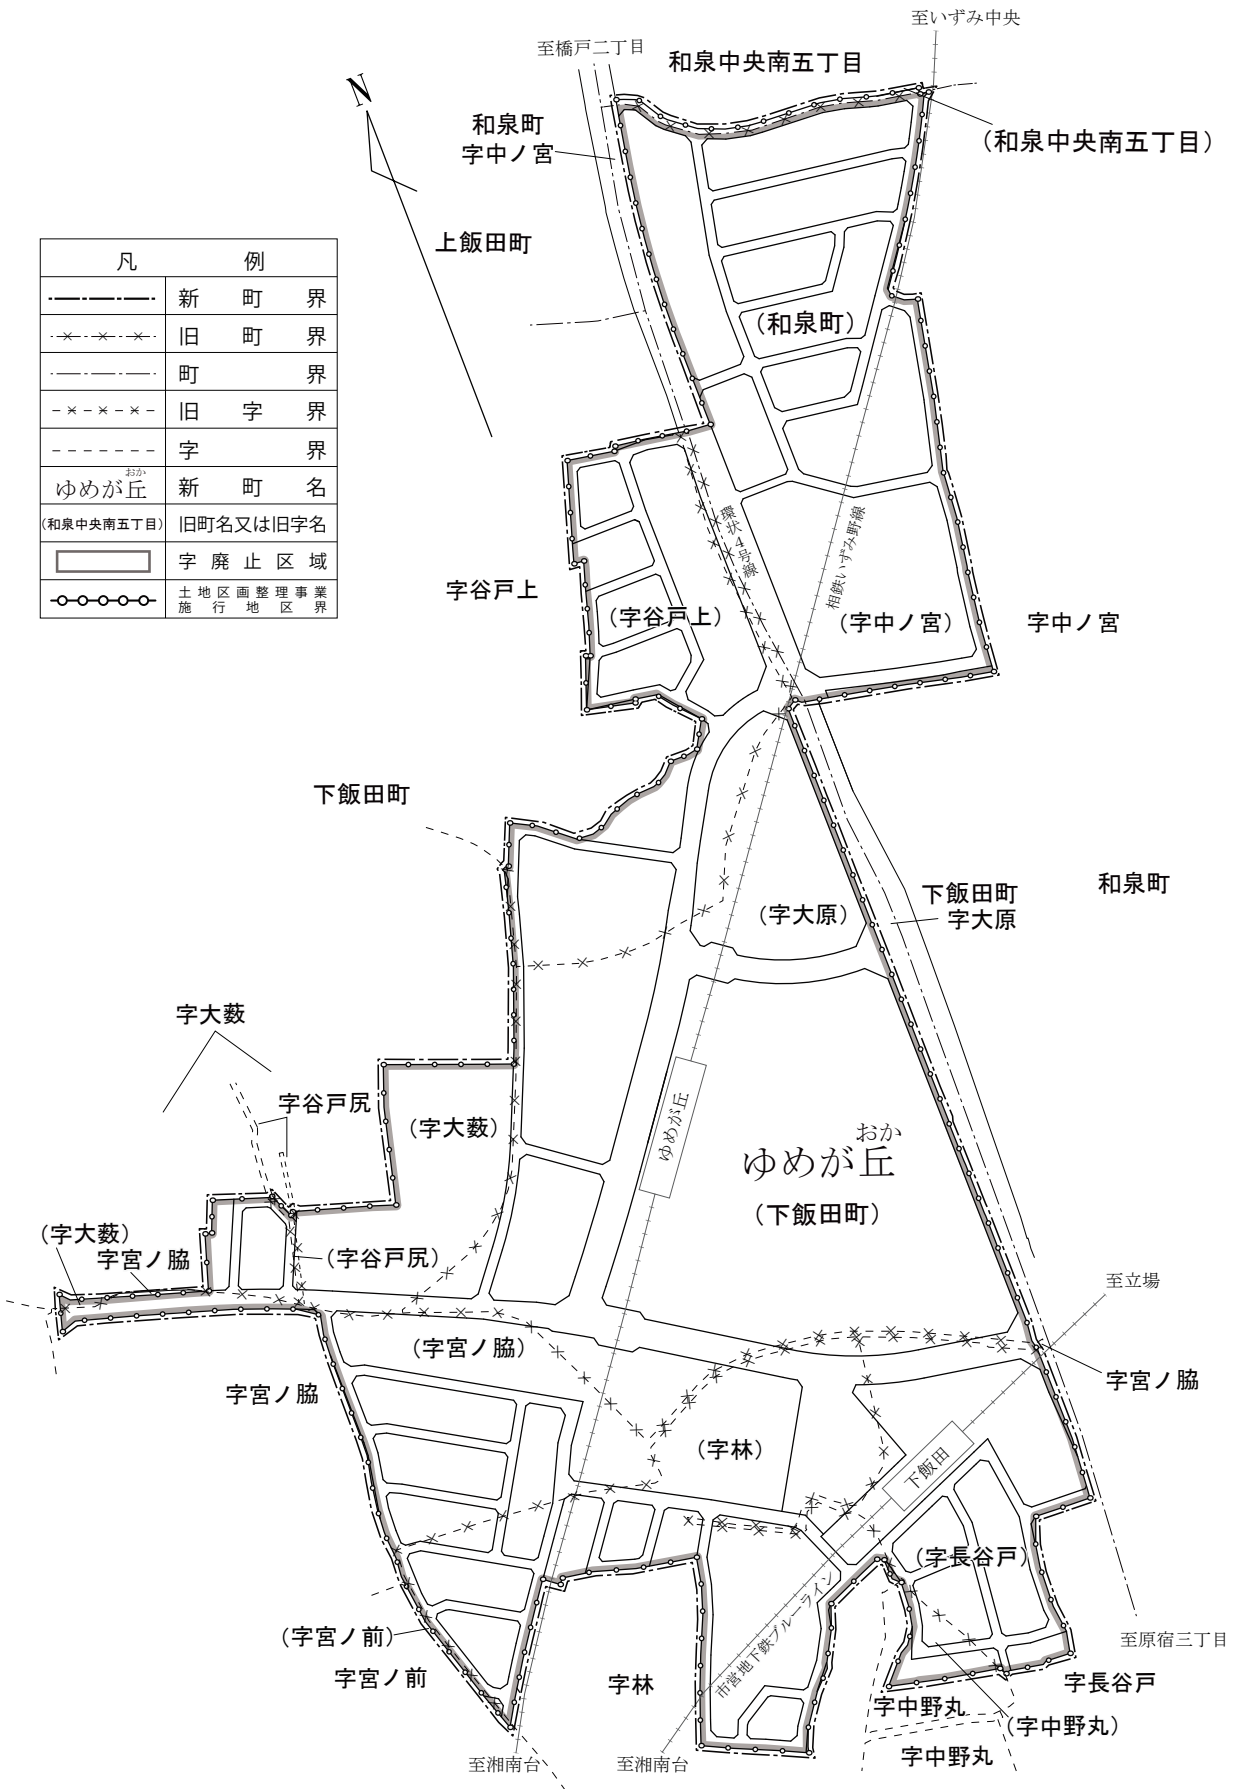 至いずみ中央
至橋戸二丁目
和泉中央南五丁目
N
和泉町
字中ノ宮
(和泉中央南五丁目)
上飯田町
凡例
新町界
旧町界
町界
旧字界
字界
おか
ゆめが丘
新町名
(和泉中央南五丁目)
旧町名又は旧字名
字廃止区域
土地区画整理事業
施行地区界
(和泉町)
環状4号線
相鉄いずみ野線
字谷戸上
(字谷戸上)
(字中ノ宮)
字中ノ宮
下飯田町
(字大原)
下飯田町
字大原
和泉町
字大薮
字谷戸尻
(字大薮)
ゆめが丘
おか
ゆめが丘
(下飯田町)
(字大薮)
字宮ノ脇
(字谷戸尻)
至立場
(字宮ノ脇)
字宮ノ脇
字宮ノ脇
(字林)
下飯田
(字長谷戸)
市営地下鉄ブルーライン
(字宮ノ前)
字宮ノ前
字林
至原宿三丁目
字長谷戸
字中野丸
(字中野丸)
字中野丸
至湘南台
至湘南台